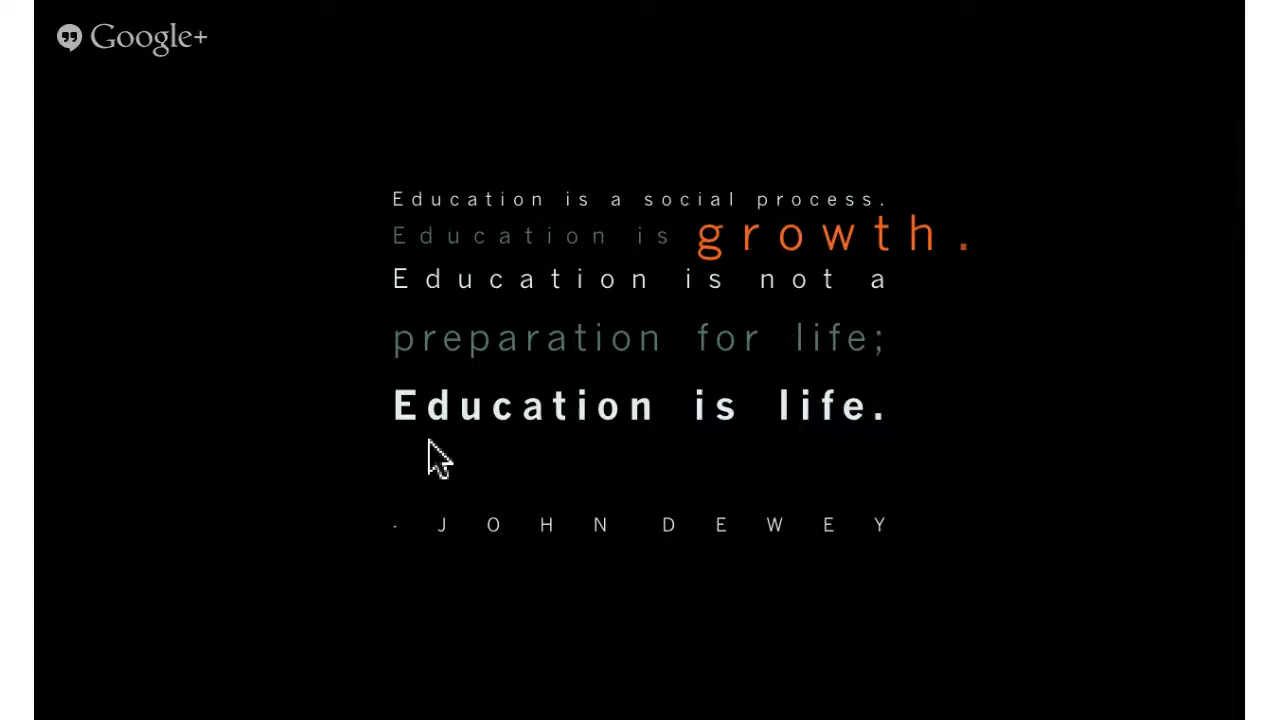 Google+
Education is a social process.
Education is growth.
Education is not a
preparation for life;
Education is life.
- JOHN DEWEY